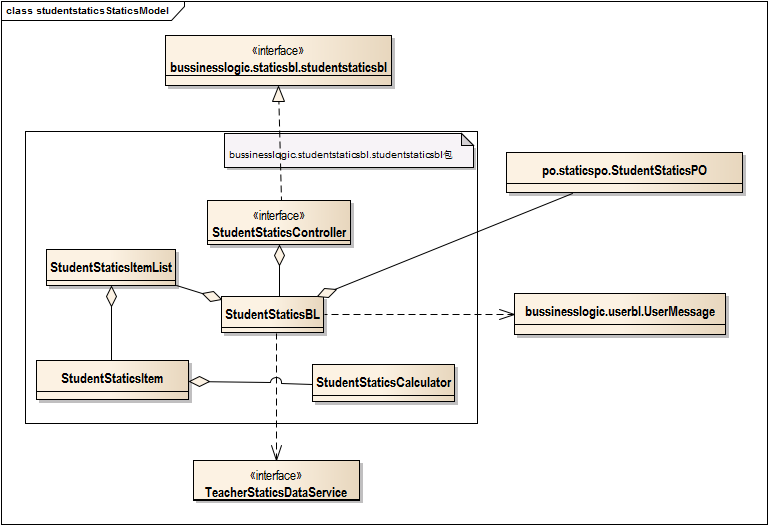 class studentstaticsStaticsModel
«interface»
bussinesslogic.staticsbl.studentstaticsbl
bussinesslogic.studentstaticsbl.studentstaticsbl包
po.staticspo.StudentStaticsPO
«interface»
StudentStaticsController
StudentStaticsItemList
StudentStaticsBL
bussinesslogic.userbl.UserMessage
StudentStaticsItem
StudentStaticsCalculator
«interface»
TeacherStaticsDataService